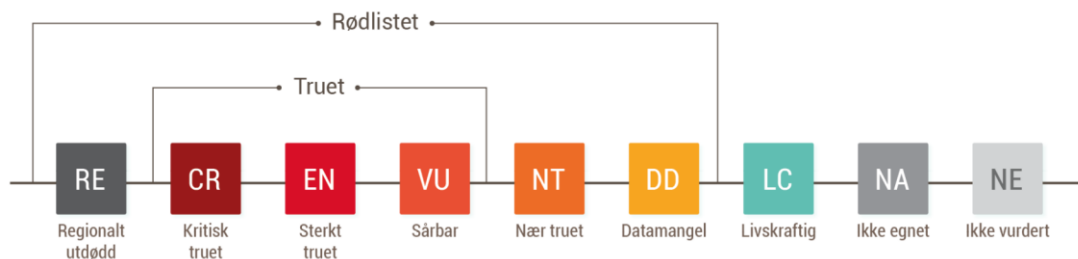 Rødlistet
Truet
RE
CR
EN
VU
NT
DD
LC
NA
NE
Regionalt
utdødd
Kritisk
truet
Sterkt
truet
Sårbar
Nær truet
Datamangel
Livskraftig
Ikke egnet
Ikke vurdert